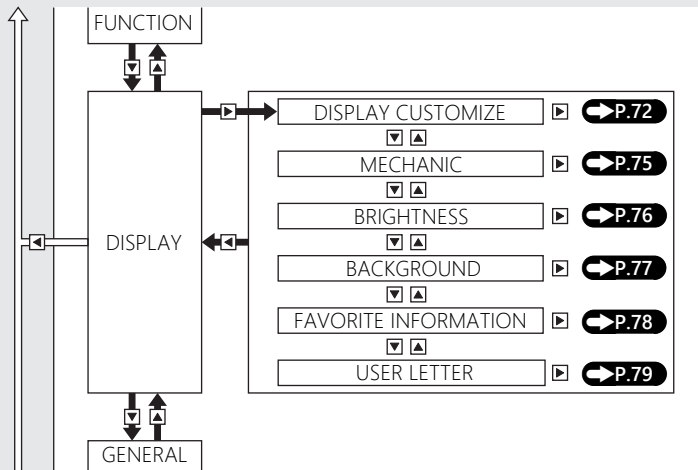 FUNCTION
DISPLAY
DISPLAY CUSTOMIZE P.72
MECHANIC P.75
BRIGHTNESS P.76
BACKGROUND P.77
FAVORITE INFORMATION P.78
USER LETTER P.79
GENERAL